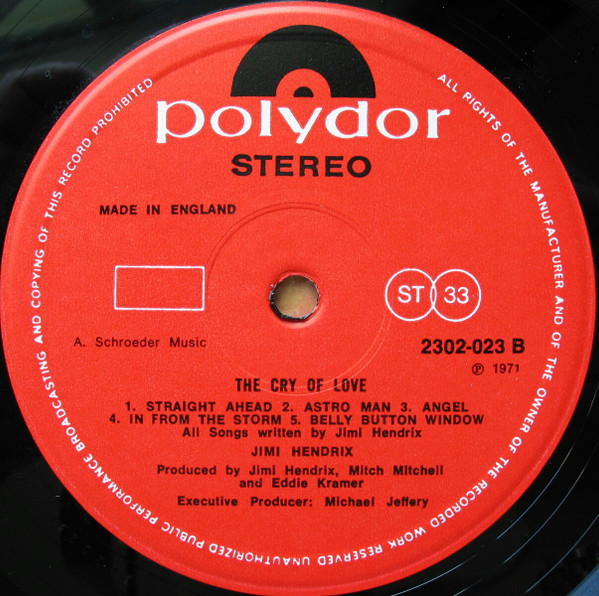 polydor
STEREO
MADE IN ENGLAND
ST 33
A. Schroeder Music
2302-023 B
℗ 1971
THE CRY OF LOVE
1. STRAIGHT AHEAD 2. ASTRO MAN 3. ANGEL
4. IN FROM THE STORM 5. BELLY BUTTON WINDOW
All Songs written by Jimi Hendrix
JIMI HENDRIX
Produced by Jimi Hendrix, Mitch Mitchell
and Eddie Kramer
Executive Producer: Michael Jeffery
ALL RIGHTS OF THE MANUFACTURER AND OF THE OWNER OF THE RECORDED WORK RESERVED UNAUTHORIZED PUBLIC PERFORMANCE BROADCASTING AND COPYING OF THIS RECORD PROHIBITED